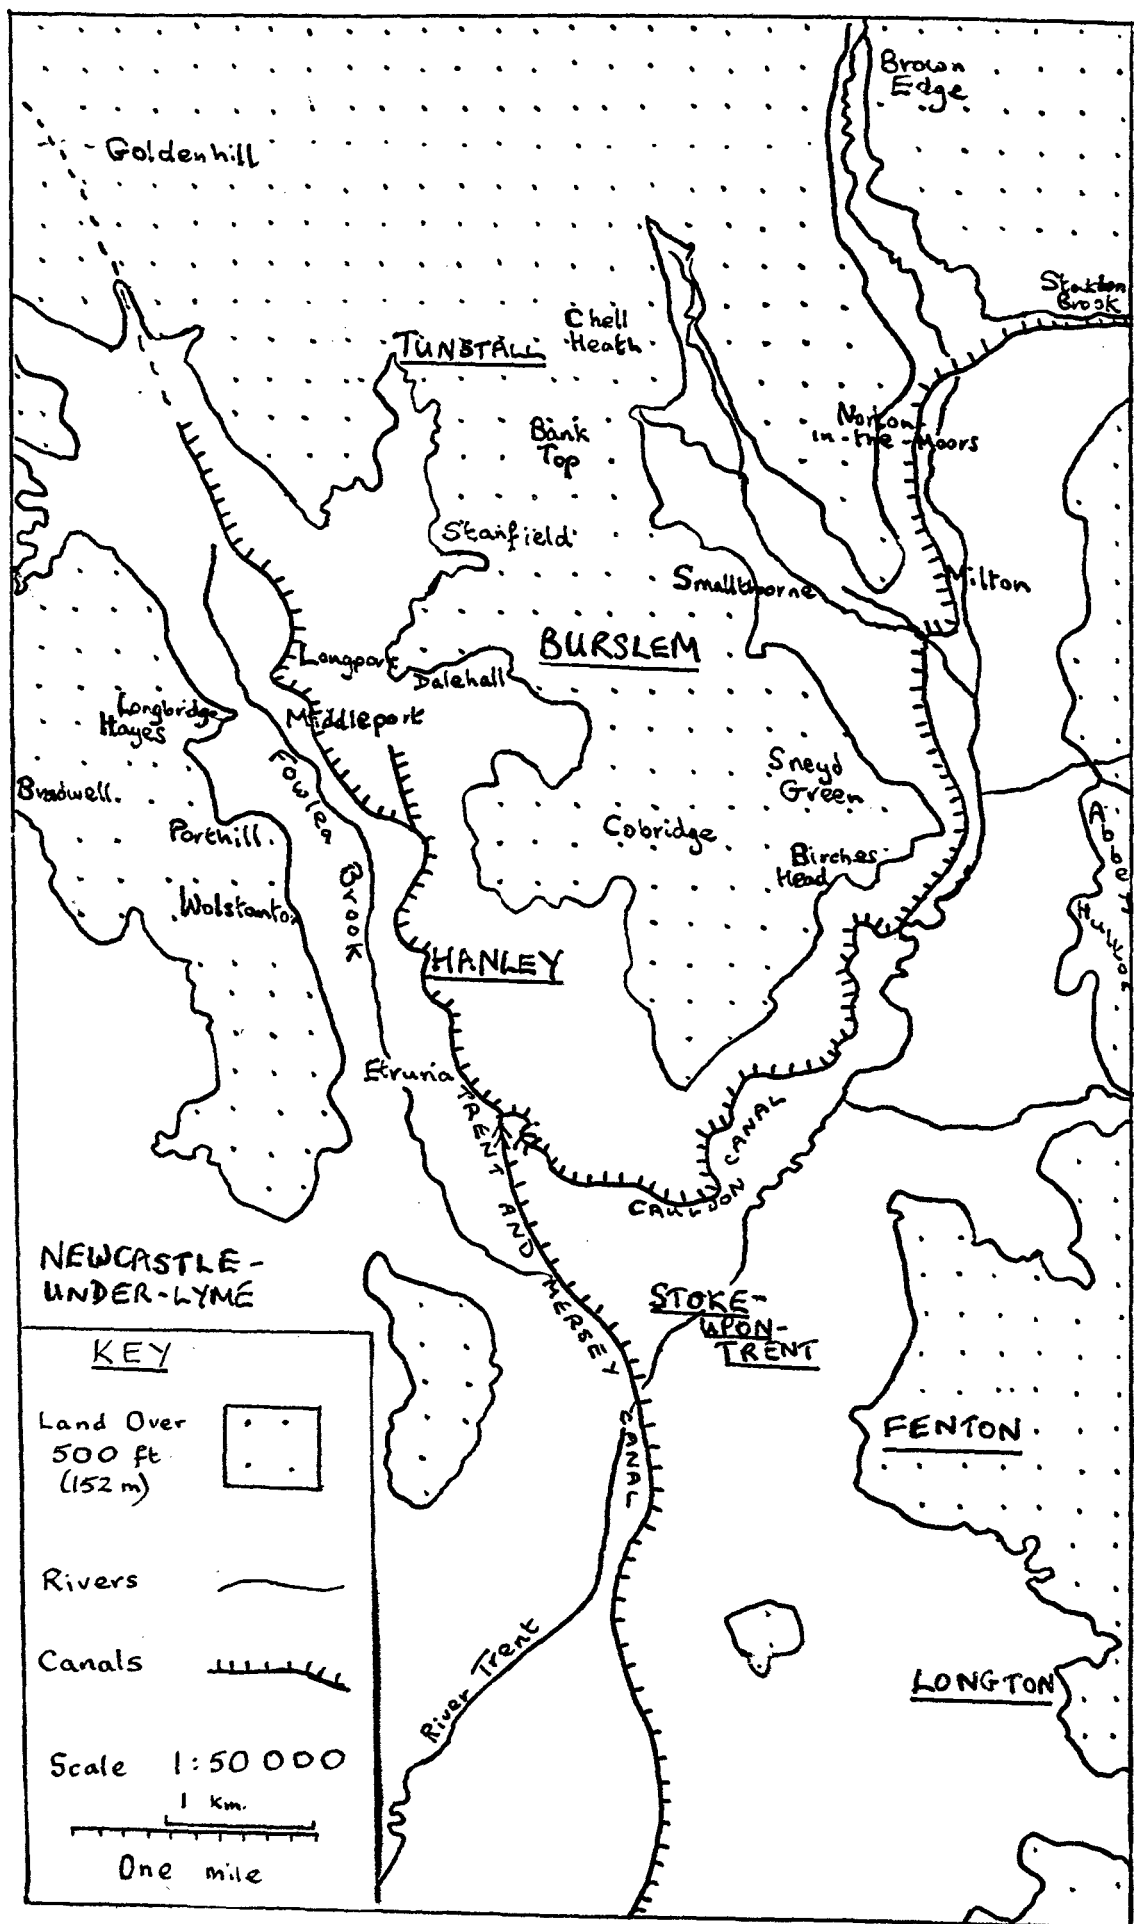 Brown
Edge
Goldenhill
Stockton
Brook
Chell
Heath
TUNSTALL
Norton-
in-the-Moors
Bank
Top
Stanfield
Smallthorne
Milton
BURSLEM
Longport
Dalehall
Longbridge
Hayes
Middleport
Fowlea Brook
Sneyd
Green
Bradwell
Porthill
Cobridge
Abbey Hulton
Birches
Head
Wolstanton
HANLEY
Etruria
TRENT AND MERSEY CANAL
CAULDON CANAL
NEWCASTLE-
UNDER-LYME
STOKE-
UPON-
TRENT
FENTON
LONGTON
River Trent
KEY
Land Over
500 ft
(152 m)
Rivers
Canals
Scale 1:50 000
1 Km.
One mile